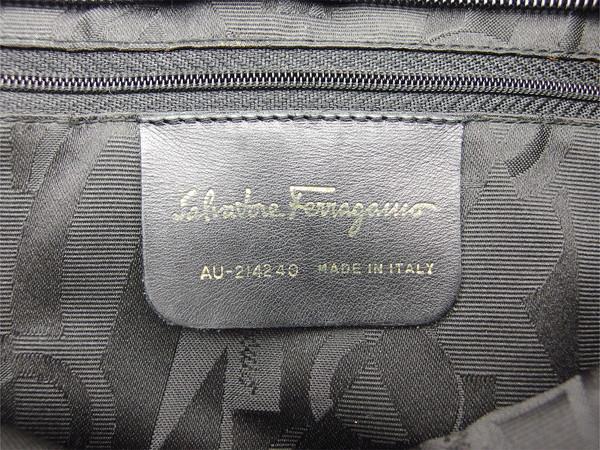 Salvatore Ferragamo
AU-214240 MADE IN ITALY